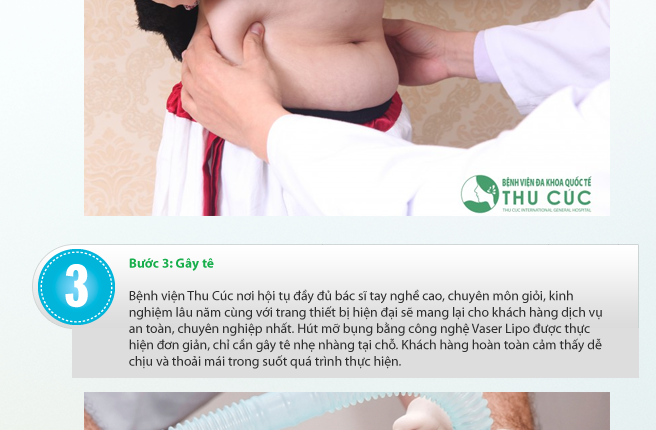 BỆNH VIỆN ĐA KHOA QUỐC TẾ
THU CÚC
THU CUC INTERNATIONAL GENERAL HOSPITAL
3
Bước 3: Gây tê
Bệnh viện Thu Cúc nơi hội tụ đầy đủ bác sĩ tay nghề cao, chuyên môn giỏi, kinh
nghiệm lâu năm cùng với trang thiết bị hiện đại sẽ mang lại cho khách hàng dịch vụ
an toàn, chuyên nghiệp nhất. Hút mỡ bụng bằng công nghệ Vaser Lipo được thực
hiện đơn giản, chỉ cần gây tê nhẹ nhàng tại chỗ. Khách hàng hoàn toàn cảm thấy dễ
chịu và thoải mái trong suốt quá trình thực hiện.